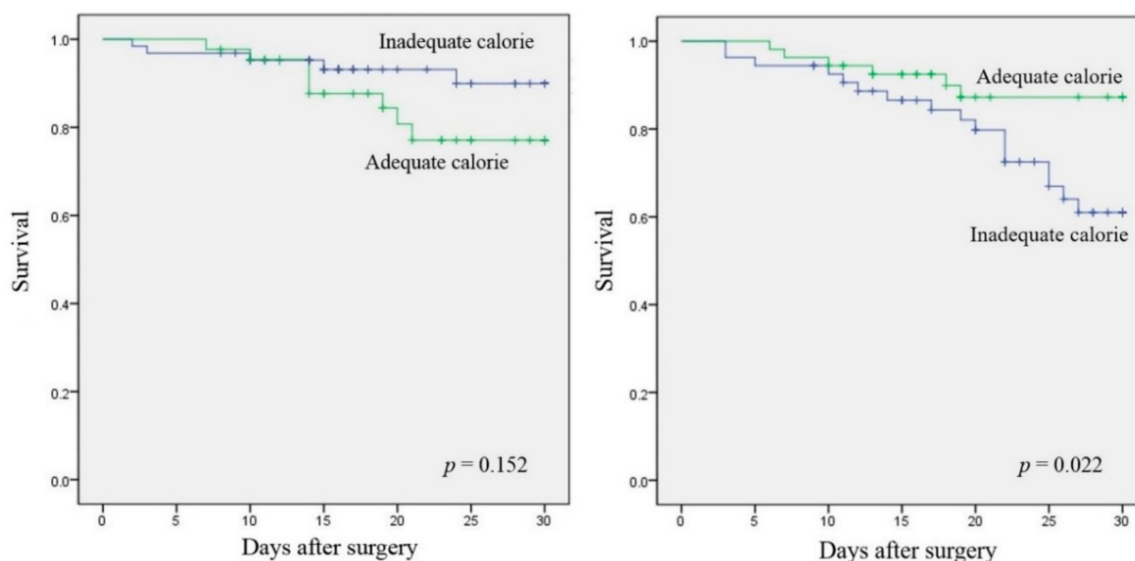 1.0
0.8
0.6
0.4
0.2
0.0
Survival
Inadequate calorie
Adequate calorie
p = 0.152
0 5 10 15 20 25 30
Days after surgery
1.0
0.8
0.6
0.4
0.2
0.0
Survival
Adequate calorie
Inadequate calorie
p = 0.022
0 5 10 15 20 25 30
Days after surgery